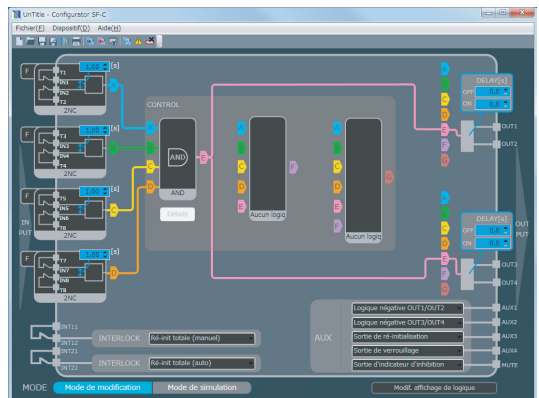 UnTitle - Configurator SF-C
Fichier(F) Dispositif(D) Aide(H)
F T1 1,00 [s]
IN1 A
IN2
T2
2NC
F T3 1,00 [s]
IN3 B
IN4
T4
2NC
F T5 1,00 [s]
IN5 C
IN6
T6
2NC
F T7 1,00 [s]
IN7 D
IN8
T8
2NC
IN
PUT
CONTROL
A
B
C
D
AND
E
AND
Détails
A
B
C
D
E
F
Aucun logiq
A
B
C
D
E
F
G
Aucun logiq
A
B
C
D
E
F
G
DELAY[s]
OFF 0,0
ON 0,0
OUT1
OUT2
A
B
C
D
E
F
G
DELAY[s]
OFF 0,0
ON 0,0
OUT3
OUT4
OUT
PUT
INT11
INT12
INTERLOCK Ré-init totale (manuel)
INT21
INT22
INTERLOCK Ré-init totale (auto)
AUX
Logique négative OUT1/OUT2 AUX1
Logique négative OUT3/OUT4 AUX2
Sortie de ré-initialisation AUX3
Sortie de verrouillage AUX4
Sortie d'indicateur d'inhibition MUTE
MODE Mode de modification Mode de simulation Modif. affichage de logique